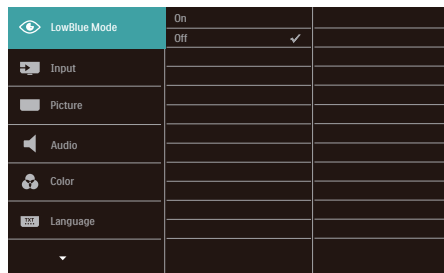 LowBlue Mode
On
Off
Input
Picture
Audio
Color
TXT
Language